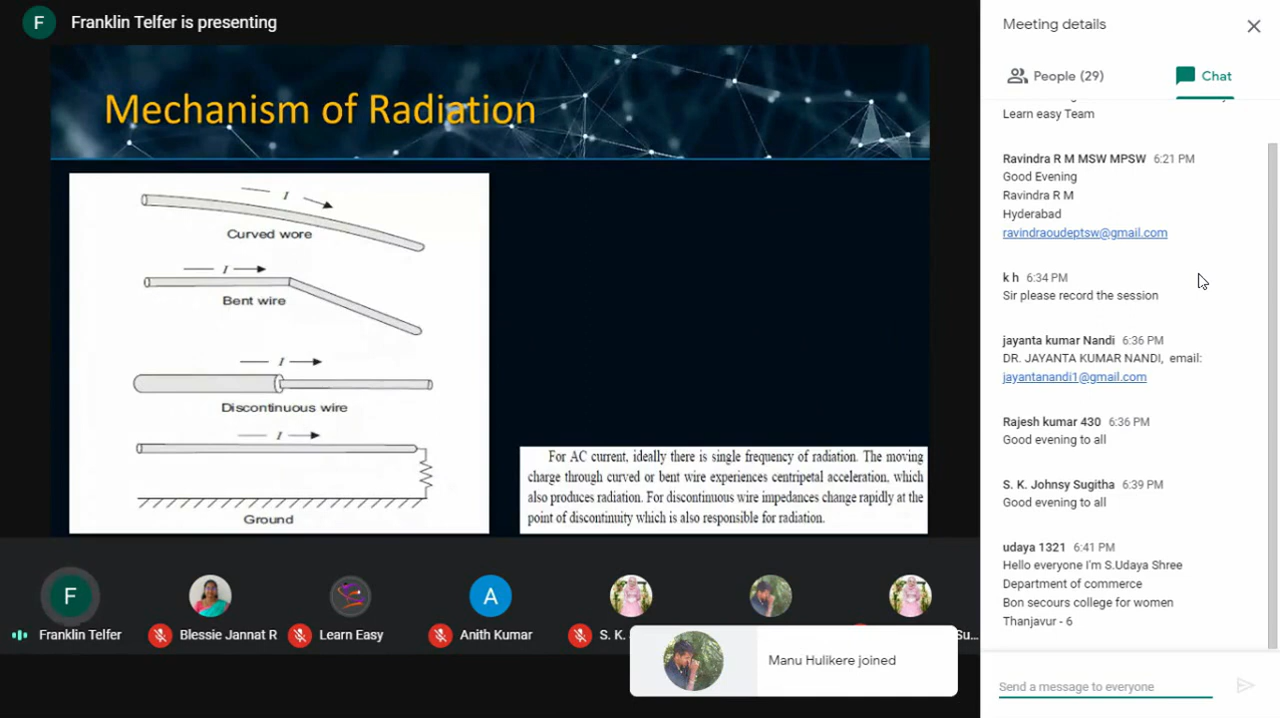 F
Franklin Telfer is presenting
Mechanism of Radiation
I
Curved wore
I
Bent wire
I
Discontinuous wire
I
Ground
For AC current, ideally there is single frequency of radiation. The moving
charge through curved or bent wire experiences centripetal acceleration, which
also produces radiation. For discontinuous wire impedances change rapidly at the
point of discontinuity which is also responsible for radiation.
F
Franklin Telfer
Blessie Jannat R
Learn Easy
A
Anith Kumar
S. K.
Su...
Manu Hulikere joined
Meeting details
People (29)
Chat
Learn easy Team
Ravindra R M MSW MPSW 6:21 PM
Good Evening
Ravindra R M
Hyderabad
ravindraoudeptsw@gmail.com
k h 6:34 PM
Sir please record the session
jayanta kumar Nandi 6:36 PM
DR. JAYANTA KUMAR NANDI, email:
jayantanandi1@gmail.com
Rajesh kumar 430 6:36 PM
Good evening to all
S. K. Johnsy Sugitha 6:39 PM
Good evening to all
udaya 1321 6:41 PM
Hello everyone I'm S.Udaya Shree
Department of commerce
Bon secours college for women
Thanjavur - 6
Send a message to everyone